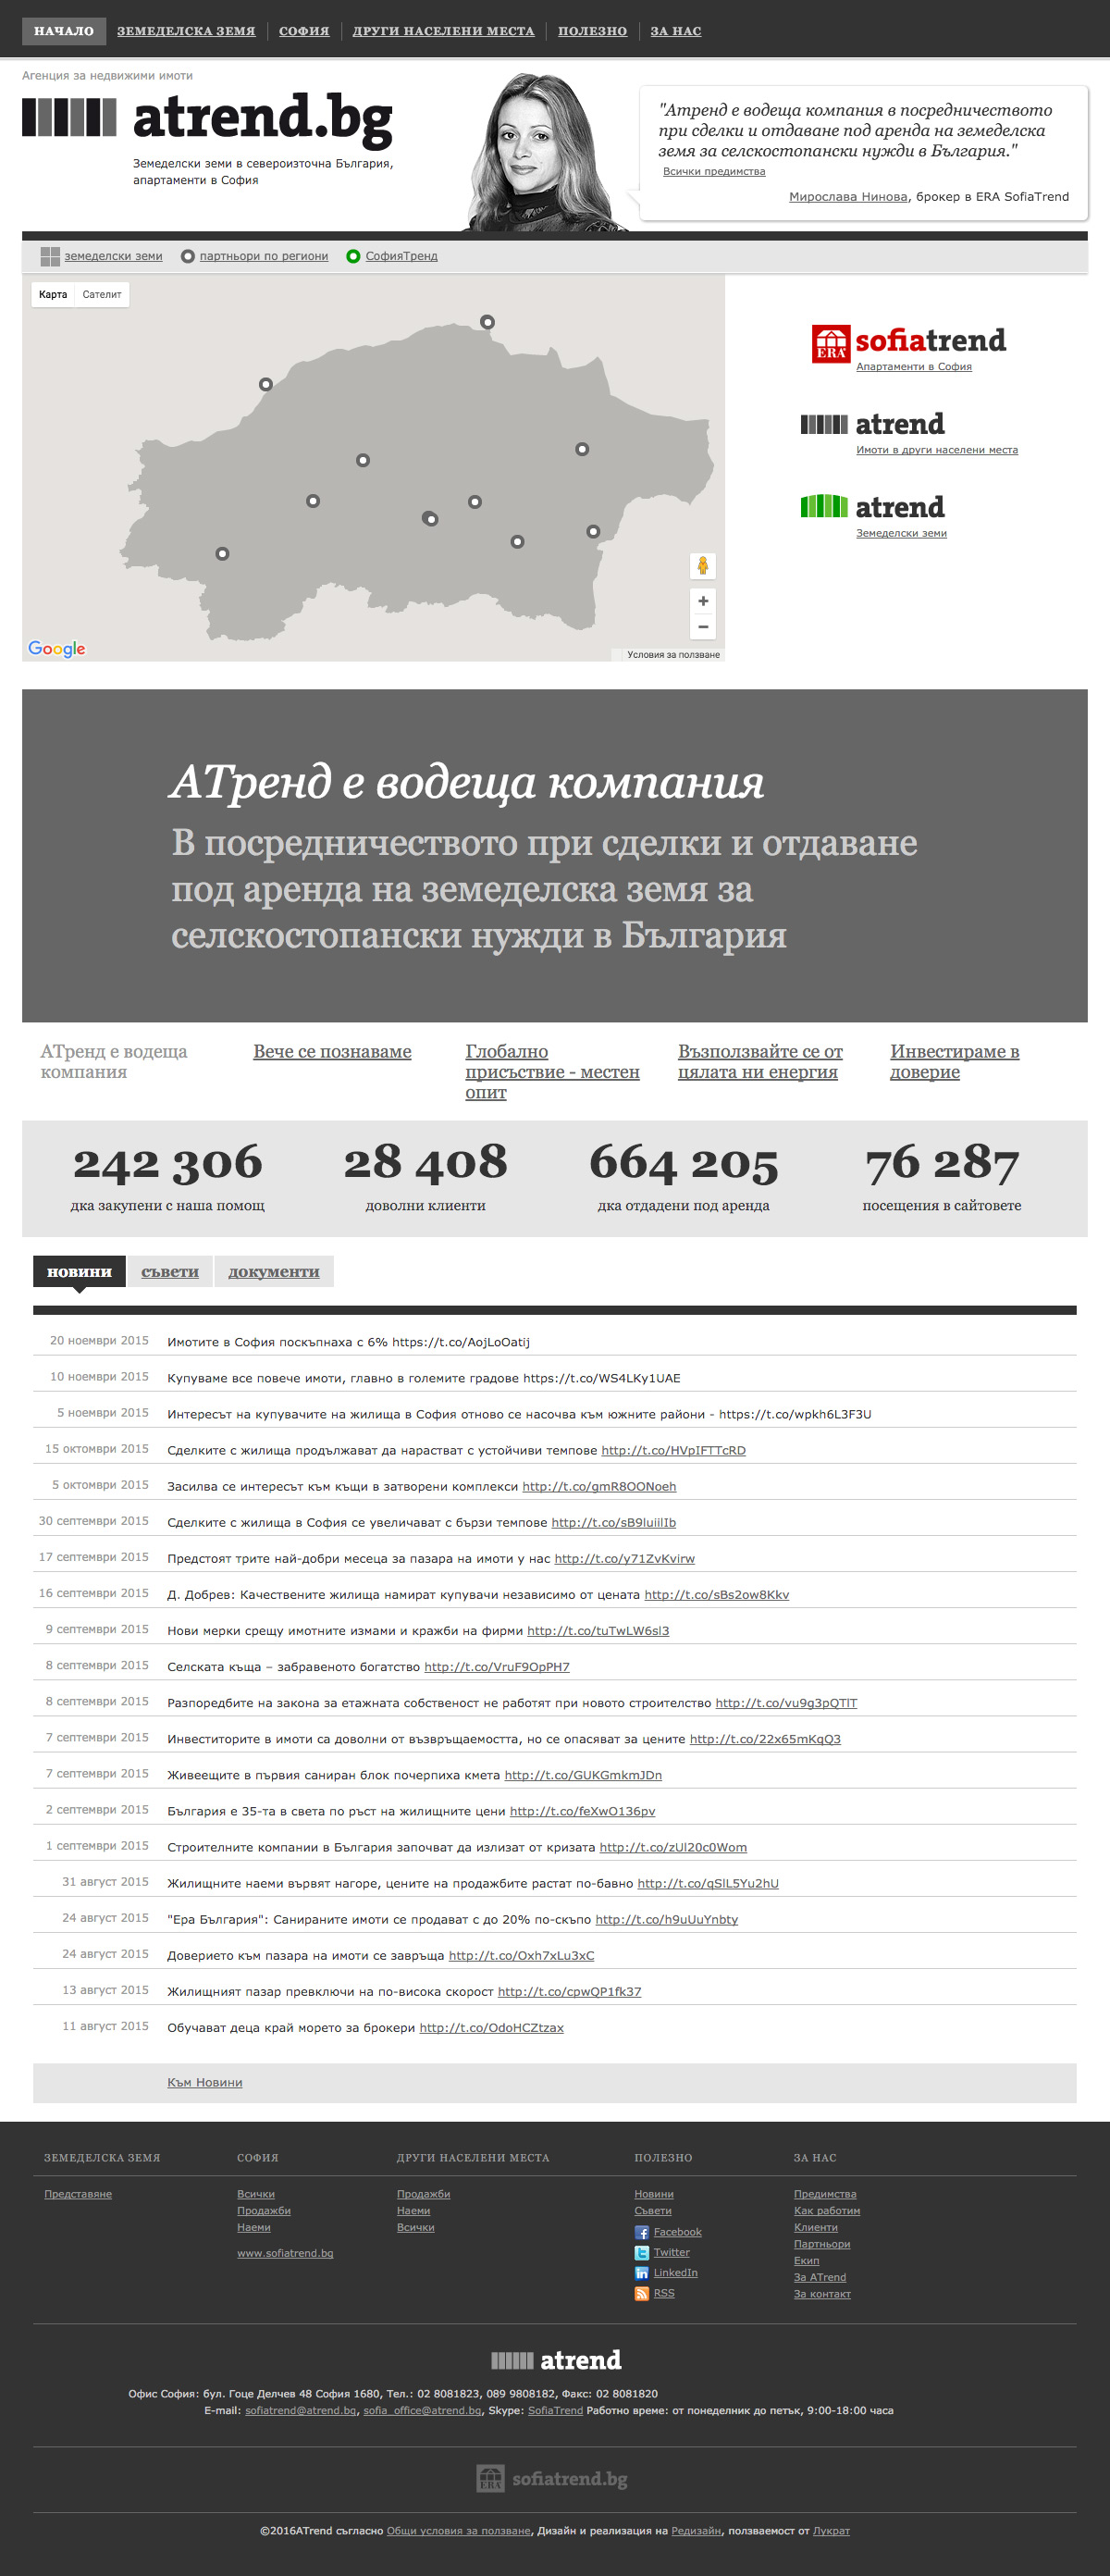 НАЧАЛО ЗЕМЕДЕЛСКА ЗЕМЯ СОФИЯ ДРУГИ НАСЕЛЕНИ МЕСТА ПОЛЕЗНО ЗА НАС
Агенция за недвижими имоти
atrend.bg
Земеделски земи в североизточна България,
апартаменти в София
"Атренд е водеща компания в посредничеството
при сделки и отдаване под аренда на земеделска
земя за селскостопански нужди в България."
Всички предимства
Мирослава Нинова, брокер в ERA SofiaTrend
земеделски земи партньори по региони СофияТренд
Карта Сателит
Google
Условия за ползване
ERA sofiatrend
Апартаменти в София
atrend
Имоти в други населени места
atrend
Земеделски земи
АТренд е водеща компания
В посредничеството при сделки и отдаване
под аренда на земеделска земя за
селскостопански нужди в България
АТренд е водеща
компания
Вече се познаваме
Глобално
присъствие - местен
опит
Възползвайте се от
цялата ни енергия
Инвестираме в
доверие
242 306 28 408 664 205 76 287
дка закупени с наша помощ доволни клиенти дка отдадени под аренда посещения в сайтовете
новини съвети документи
20 ноември 2015 Имотите в София поскъпнаха с 6% https://t.co/AojLoOatij
10 ноември 2015 Купуваме все повече имоти, главно в големите градове https://t.co/WS4LKy1UAE
5 ноември 2015 Интересът на купувачите на жилища в София отново се насочва към южните райони - https://t.co/wpkh6L3F3U
15 октомври 2015 Сделките с жилища продължават да нарастват с устойчиви темпове http://t.co/HVpIFTTcRD
5 октомври 2015 Засилва се интересът към къщи в затворени комплекси http://t.co/gmR8OONoeh
30 септември 2015 Сделките с жилища в София се увеличават с бързи темпове http://t.co/sB9luiilIb
17 септември 2015 Предстоят трите най-добри месеца за пазара на имоти у нас http://t.co/y71ZvKvirw
16 септември 2015 Д. Добрев: Качествените жилища намират купувачи независимо от цената http://t.co/sBs2ow8Kkv
9 септември 2015 Нови мерки срещу имотните измами и кражби на фирми http://t.co/tuTwLW6sl3
8 септември 2015 Селската къща – забравеното богатство http://t.co/VruF9OpPH7
8 септември 2015 Разпоредбите на закона за етажната собственост не работят при новото строителство http://t.co/vu9g3pQTlT
7 септември 2015 Инвеститорите в имоти са доволни от възвръщаемостта, но се опасяват за цените http://t.co/22x65mKqQ3
7 септември 2015 Живеещите в първия саниран блок почерпиха кмета http://t.co/GUKGmkmJDn
2 септември 2015 България е 35-та в света по ръст на жилищните цени http://t.co/feXwO136pv
1 септември 2015 Строителните компании в България започват да излизат от кризата http://t.co/zUl20c0Wom
31 август 2015 Жилищните наеми вървят нагоре, цените на продажбите растат по-бавно http://t.co/qSlL5Yu2hU
24 август 2015 "Ера България": Санираните имоти се продават с до 20% по-скъпо http://t.co/h9uUuYnbty
24 август 2015 Доверието към пазара на имоти се завръща http://t.co/Oxh7xLu3xC
13 август 2015 Жилищният пазар превключи на по-висока скорост http://t.co/cpwQP1fk37
11 август 2015 Обучават деца край морето за брокери http://t.co/OdoHCZtzax
Към Новини
ЗЕМЕДЕЛСКА ЗЕМЯ
Представяне
СОФИЯ
Всички
Продажби
Наеми
www.sofiatrend.bg
ДРУГИ НАСЕЛЕНИ МЕСТА
Продажби
Наеми
Всички
ПОЛЕЗНО
Новини
Съвети
Facebook
Twitter
LinkedIn
RSS
ЗА НАС
Предимства
Как работим
Клиенти
Партньори
Екип
За ATrend
За контакт
atrend
Офис София: бул. Гоце Делчев 48 София 1680, Тел.: 02 8081823, 089 9808182, Факс: 02 8081820
E-mail: sofiatrend@atrend.bg, sofia_office@atrend.bg, Skype: SofiaTrend Работно време: от понеделник до петък, 9:00-18:00 часа
ERA sofiatrend.bg
©2016ATrend съгласно Общи условия за ползване, Дизайн и реализация на Редизайн, ползваемост от Лукрат